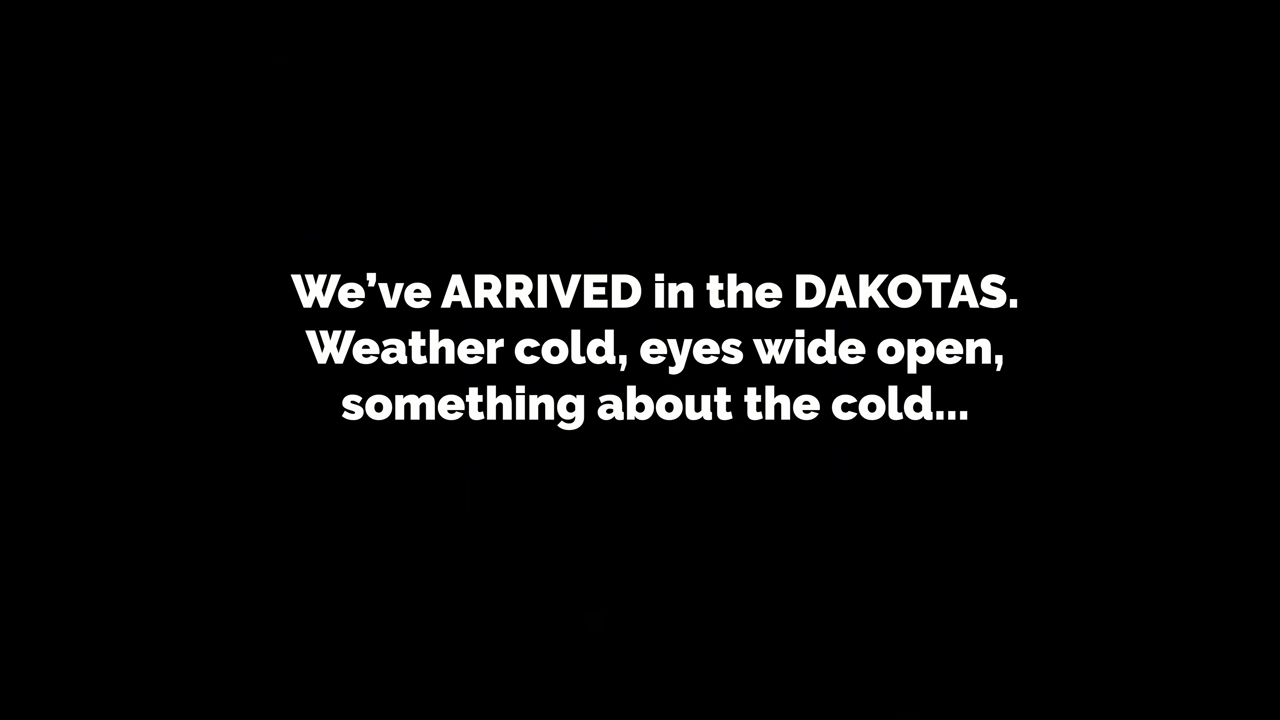 We’ve ARRIVED in the DAKOTAS.
Weather cold, eyes wide open,
something about the cold...